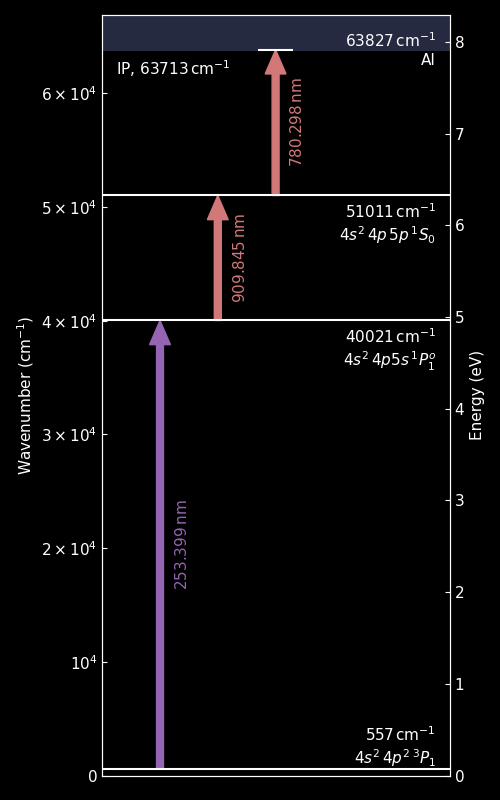 63827 cm⁻¹
AI
IP, 63713 cm⁻¹
780.298 nm
51011 cm⁻¹
4s² 4p 5p ¹S₀
909.845 nm
40021 cm⁻¹
4s² 4p5s ¹P₁ᵒ
253.399 nm
557 cm⁻¹
4s² 4p² ³P₁
Wavenumber (cm⁻¹)
6 × 10⁴
5 × 10⁴
4 × 10⁴
3 × 10⁴
2 × 10⁴
10⁴
0
Energy (eV)
8
7
6
5
4
3
2
1
0